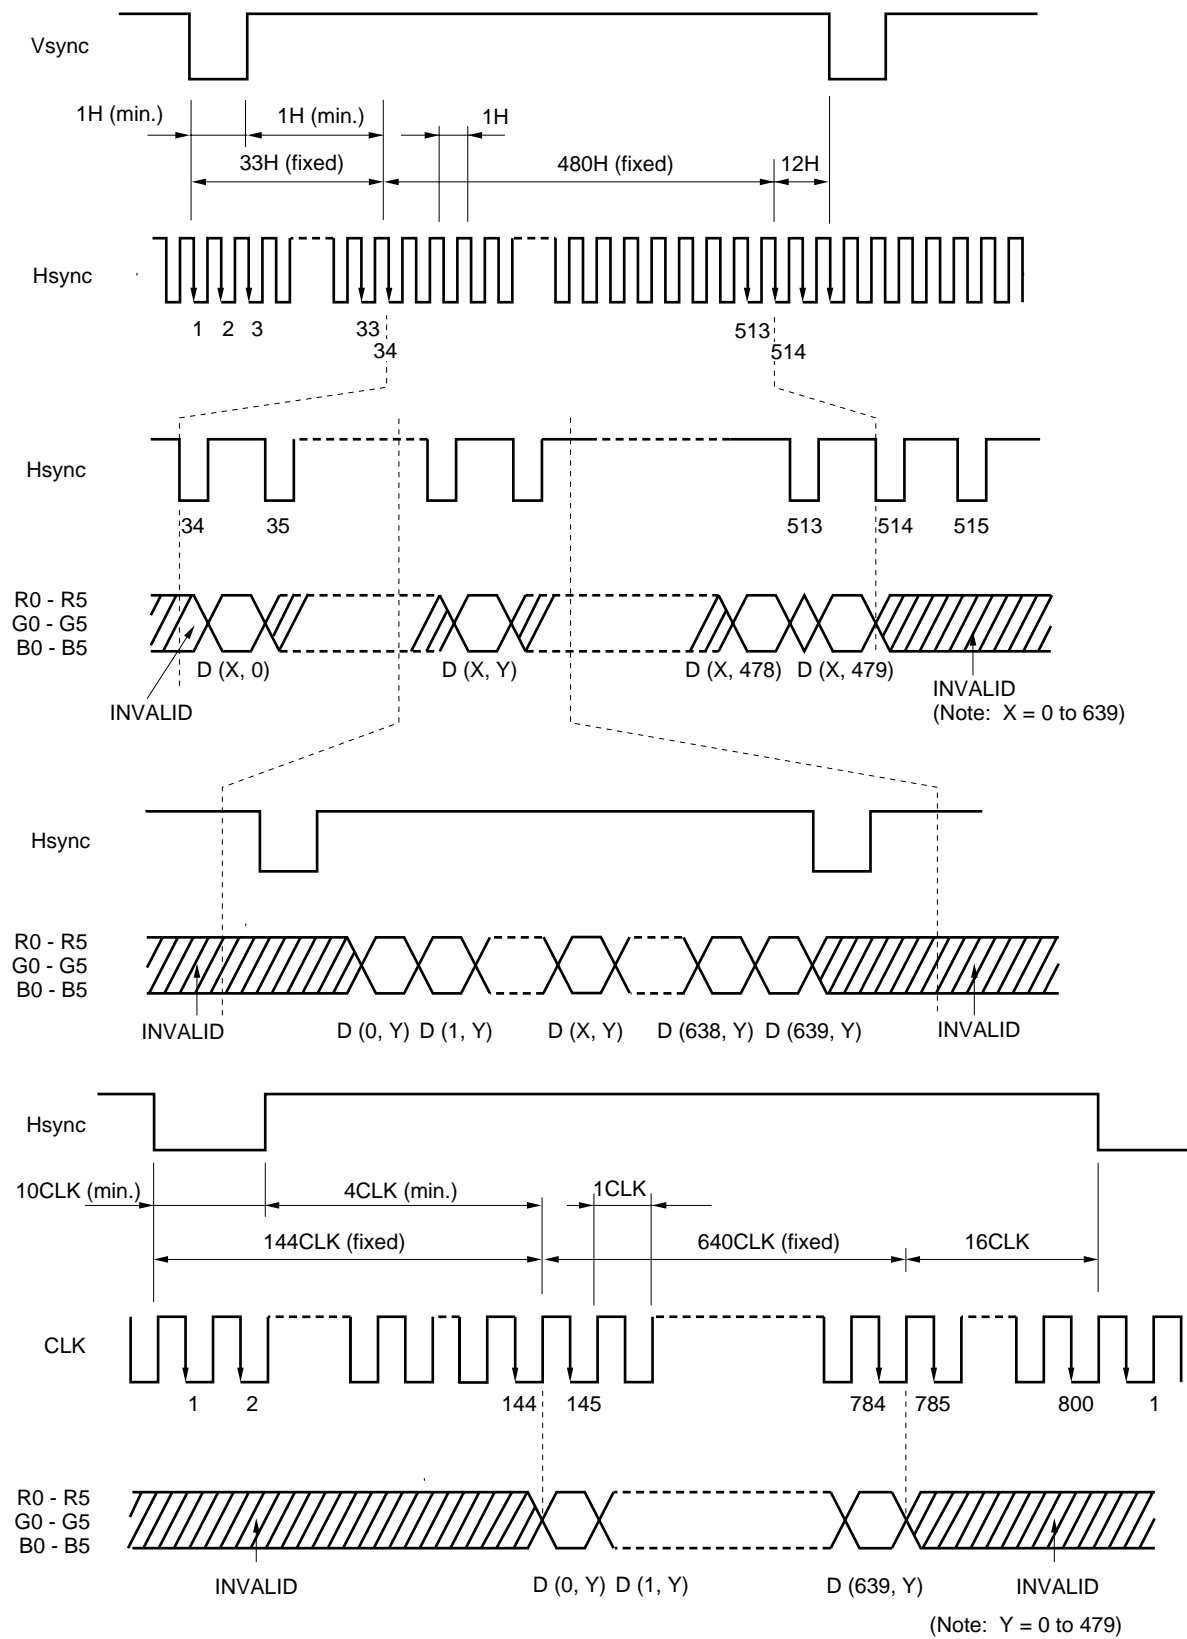 Vsync
1H (min.) 1H (min.) 1H
33H (fixed) 480H (fixed) 12H
Hsync
1 2 3 33 513
34 514
Hsync
34 35 513 514 515
R0 - R5
G0 - G5
B0 - B5
D (X, 0) D (X, Y) D (X, 478) D (X, 479)
INVALID INVALID
(Note: X = 0 to 639)
Hsync
R0 - R5
G0 - G5
B0 - B5
INVALID D (0, Y) D (1, Y) D (X, Y) D (638, Y) D (639, Y) INVALID
Hsync
10CLK (min.) 4CLK (min.) 1CLK
144CLK (fixed) 640CLK (fixed) 16CLK
CLK
1 2 144 145 784 785 800 1
R0 - R5
G0 - G5
B0 - B5
INVALID D (0, Y) D (1, Y) D (639, Y) INVALID
(Note: Y = 0 to 479)